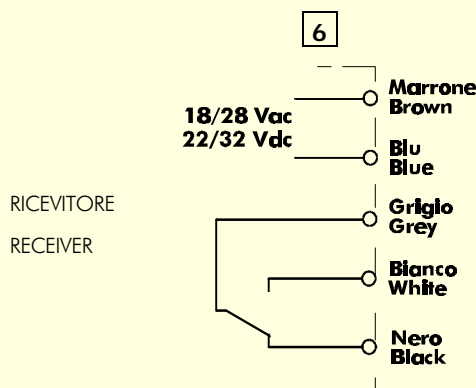 6
Marrone
Brown
18/28 Vac
22/32 Vdc
Blu
Blue
RICEVITORE
RECEIVER
Grigio
Grey
Bianco
White
Nero
Black